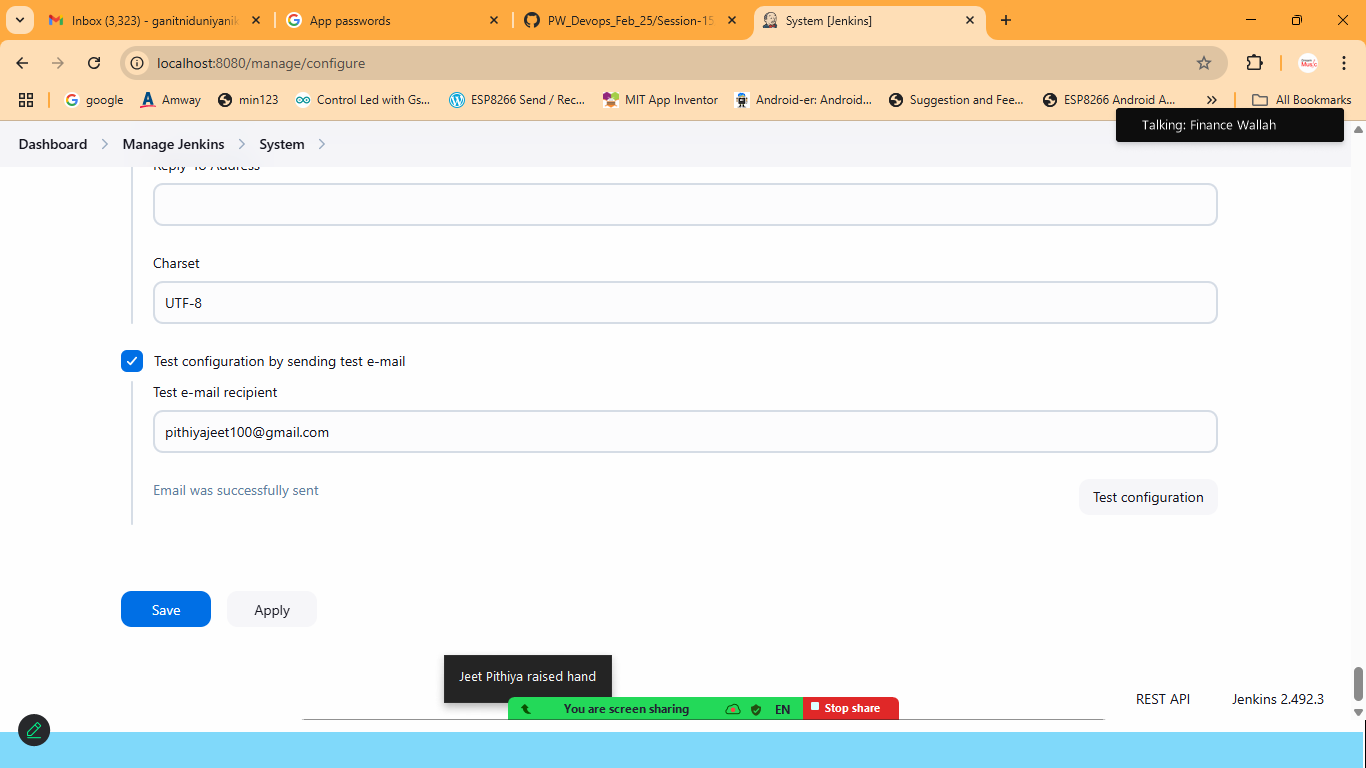 Inbox (3,323) - ganitniduniyanik
App passwords
PW_Devops_Feb_25/Session-15
System [Jenkins]
localhost:8080/manage/configure
google
Amway
min123
Control Led with Gs...
ESP8266 Send / Rec...
MIT App Inventor
Android-er: Android...
Suggestion and Fee...
ESP8266 Android A...
All Bookmarks
Talking: Finance Wallah
Dashboard
Manage Jenkins
System
Reply-To Address
Charset
UTF-8
Test configuration by sending test e-mail
Test e-mail recipient
pithiyajeet100@gmail.com
Email was successfully sent
Test configuration
Save
Apply
Jeet Pithiya raised hand
REST API
Jenkins 2.492.3
You are screen sharing
EN
Stop share